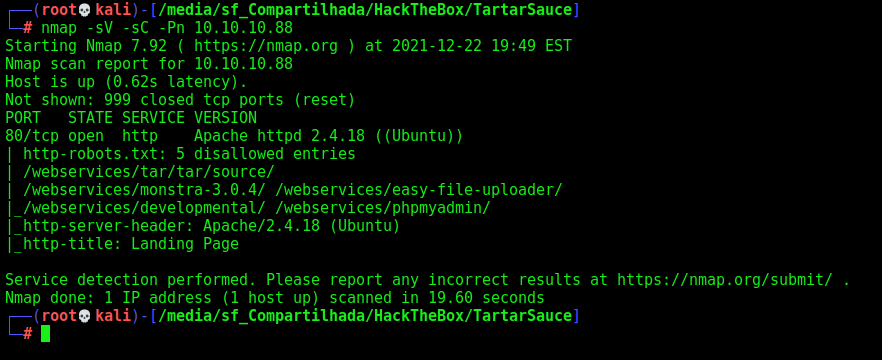 ┌──(root💀kali)-[/media/sf_Compartilhada/HackTheBox/TartarSauce]
└─# nmap -sV -sC -Pn 10.10.10.88
Starting Nmap 7.92 ( https://nmap.org ) at 2021-12-22 19:49 EST
Nmap scan report for 10.10.10.88
Host is up (0.62s latency).
Not shown: 999 closed tcp ports (reset)
PORT   STATE SERVICE VERSION
80/tcp open  http    Apache httpd 2.4.18 ((Ubuntu))
| http-robots.txt: 5 disallowed entries
| /webservices/tar/tar/source/
| /webservices/monstra-3.0.4/ /webservices/easy-file-uploader/
|_/webservices/developmental/ /webservices/phpmyadmin/
|_http-server-header: Apache/2.4.18 (Ubuntu)
|_http-title: Landing Page

Service detection performed. Please report any incorrect results at https://nmap.org/submit/ .
Nmap done: 1 IP address (1 host up) scanned in 19.60 seconds
┌──(root💀kali)-[/media/sf_Compartilhada/HackTheBox/TartarSauce]
└─#